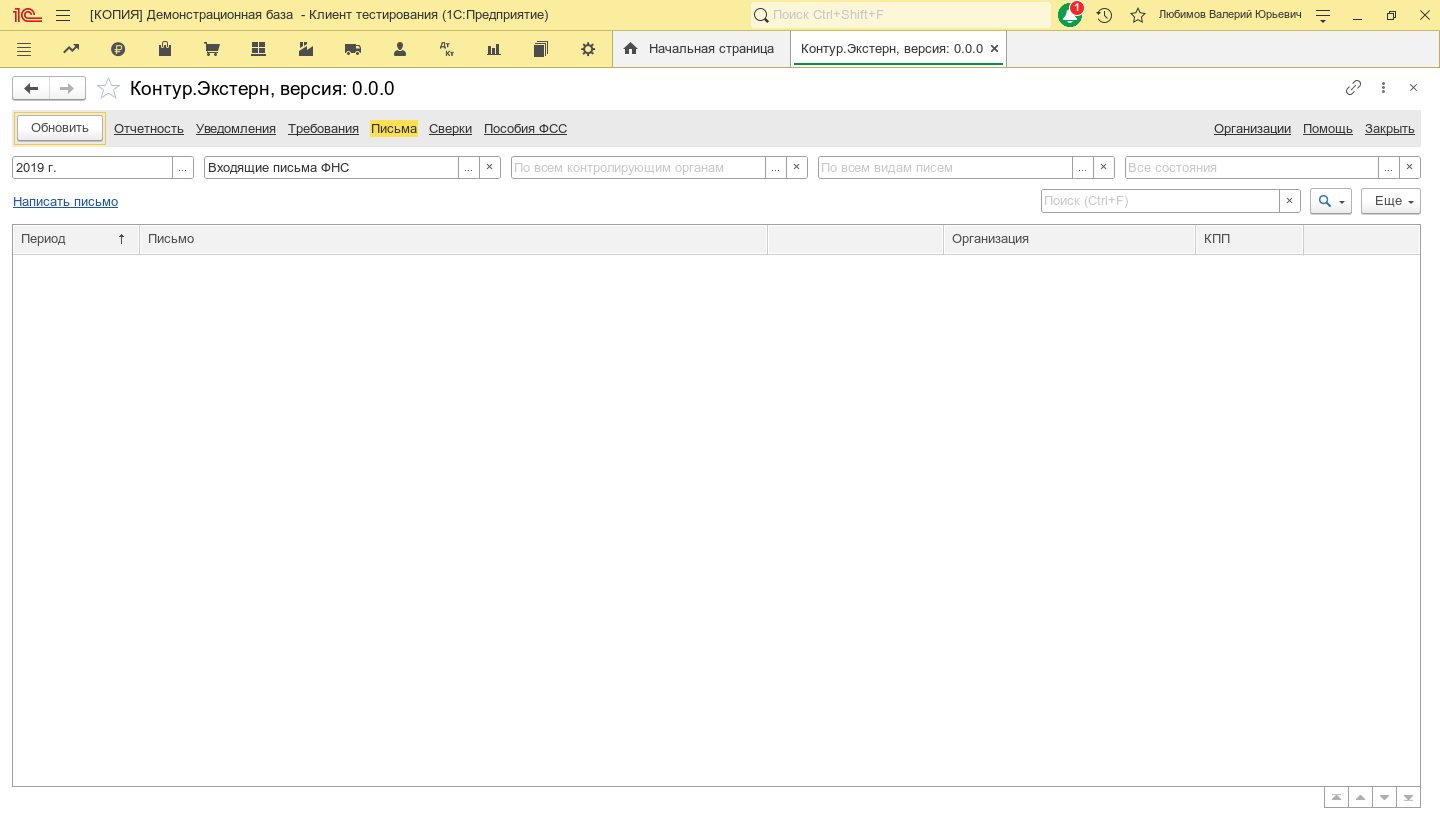 1С [КОПИЯ] Демонстрационная база - Клиент тестирования (1С:Предприятие) Поиск Ctrl+Shift+F 1 Любимов Валерий Юрьевич
Дт Кт Начальная страница Контур.Экстерн, версия: 0.0.0 ×
Контур.Экстерн, версия: 0.0.0
Обновить Отчетность Уведомления Требования Письма Сверки Пособия ФСС Организации Помощь Закрыть
2019 г. ... Входящие письма ФНС ... × По всем контролирующим органам ... × По всем видам писем ... × Все состояния ... ×
Написать письмо Поиск (Ctrl+F) × Еще
Период ↑ Письмо Организация КПП